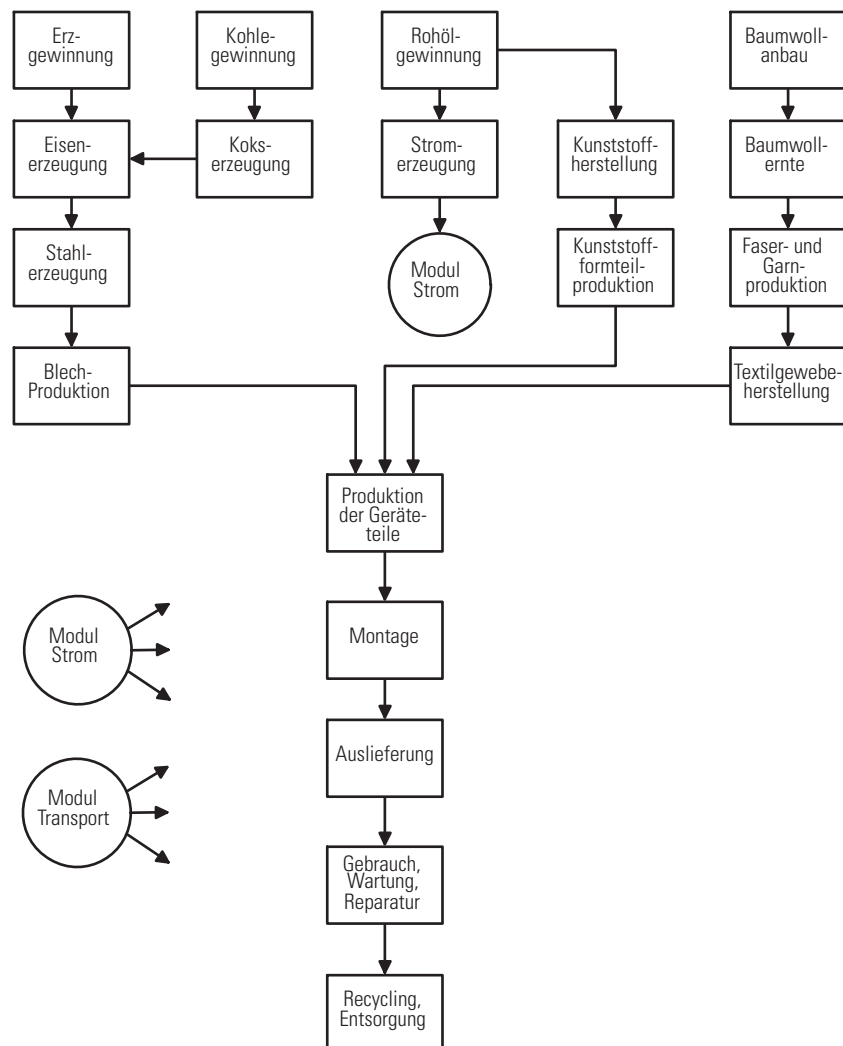 Erz-
gewinnung
Kohle-
gewinnung
Rohöl-
gewinnung
Baumwoll-
anbau
Eisen-
erzeugung
Koks-
erzeugung
Strom-
erzeugung
Kunststoff-
herstellung
Baumwoll-
ernte
Stahl-
erzeugung
Modul
Strom
Kunststoff-
formteil-
produktion
Faser- und
Garn-
produktion
Blech-
Produktion
Textilgewebe-
herstellung
Produktion
der Geräte-
teile
Modul
Strom
Montage
Auslieferung
Modul
Transport
Gebrauch,
Wartung,
Reparatur
Recycling,
Entsorgung